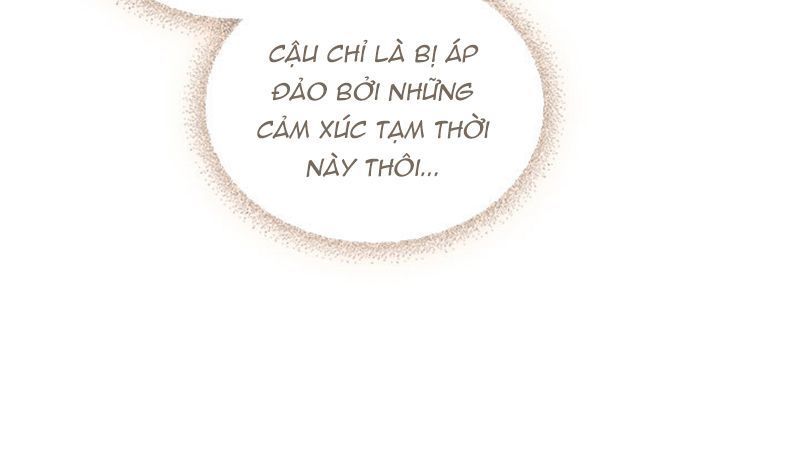 CẬU CHỈ LÀ BỊ ÁP
ĐẢO BỞI NHỮNG
CẢM XÚC TẠM THỜI
NÀY THÔI...